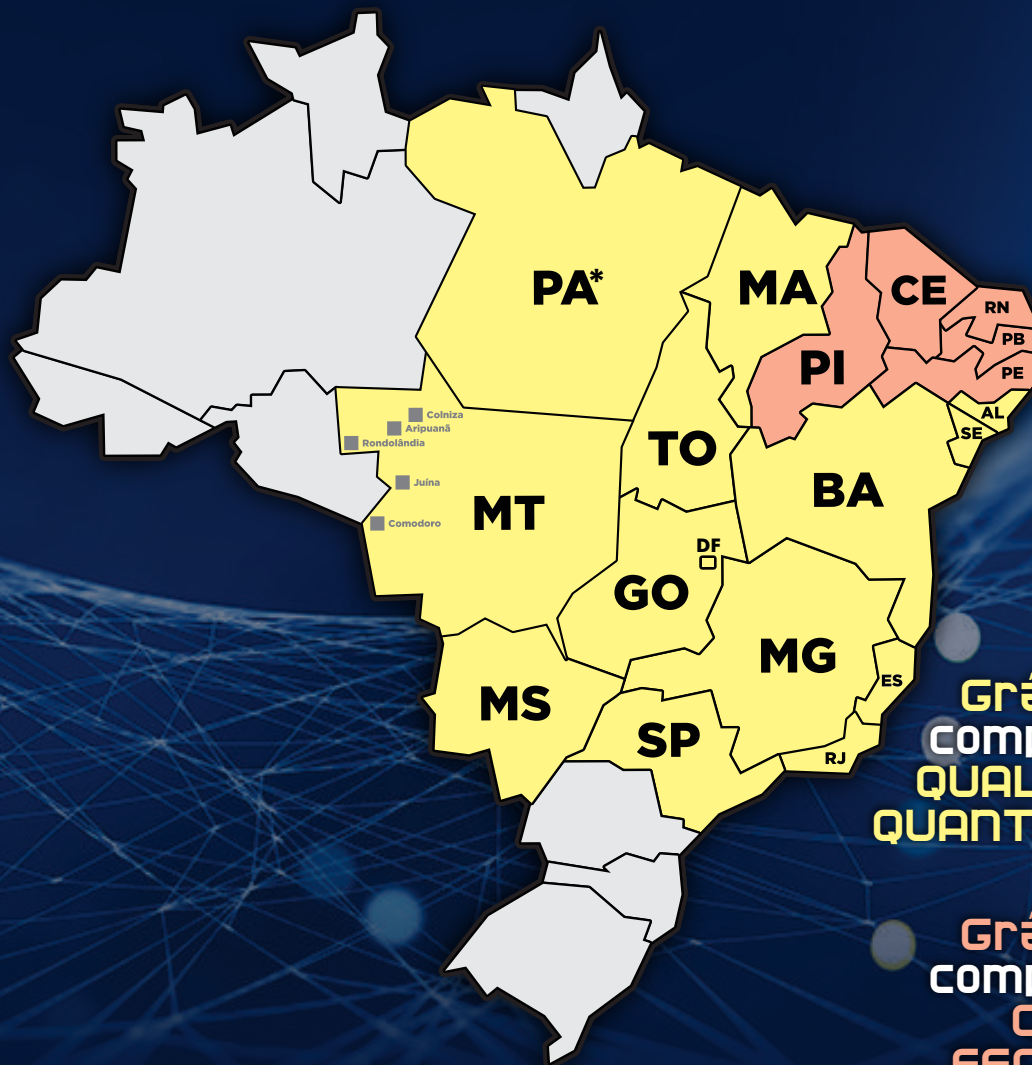 PA*
MA
CE
RN
PB
PE
PI
AL
SE
TO
BA
Colniza
Aripuanã
Rondolândia
Juína
Comodoro
MT
DF
GO
MG
ES
MS
SP
RJ